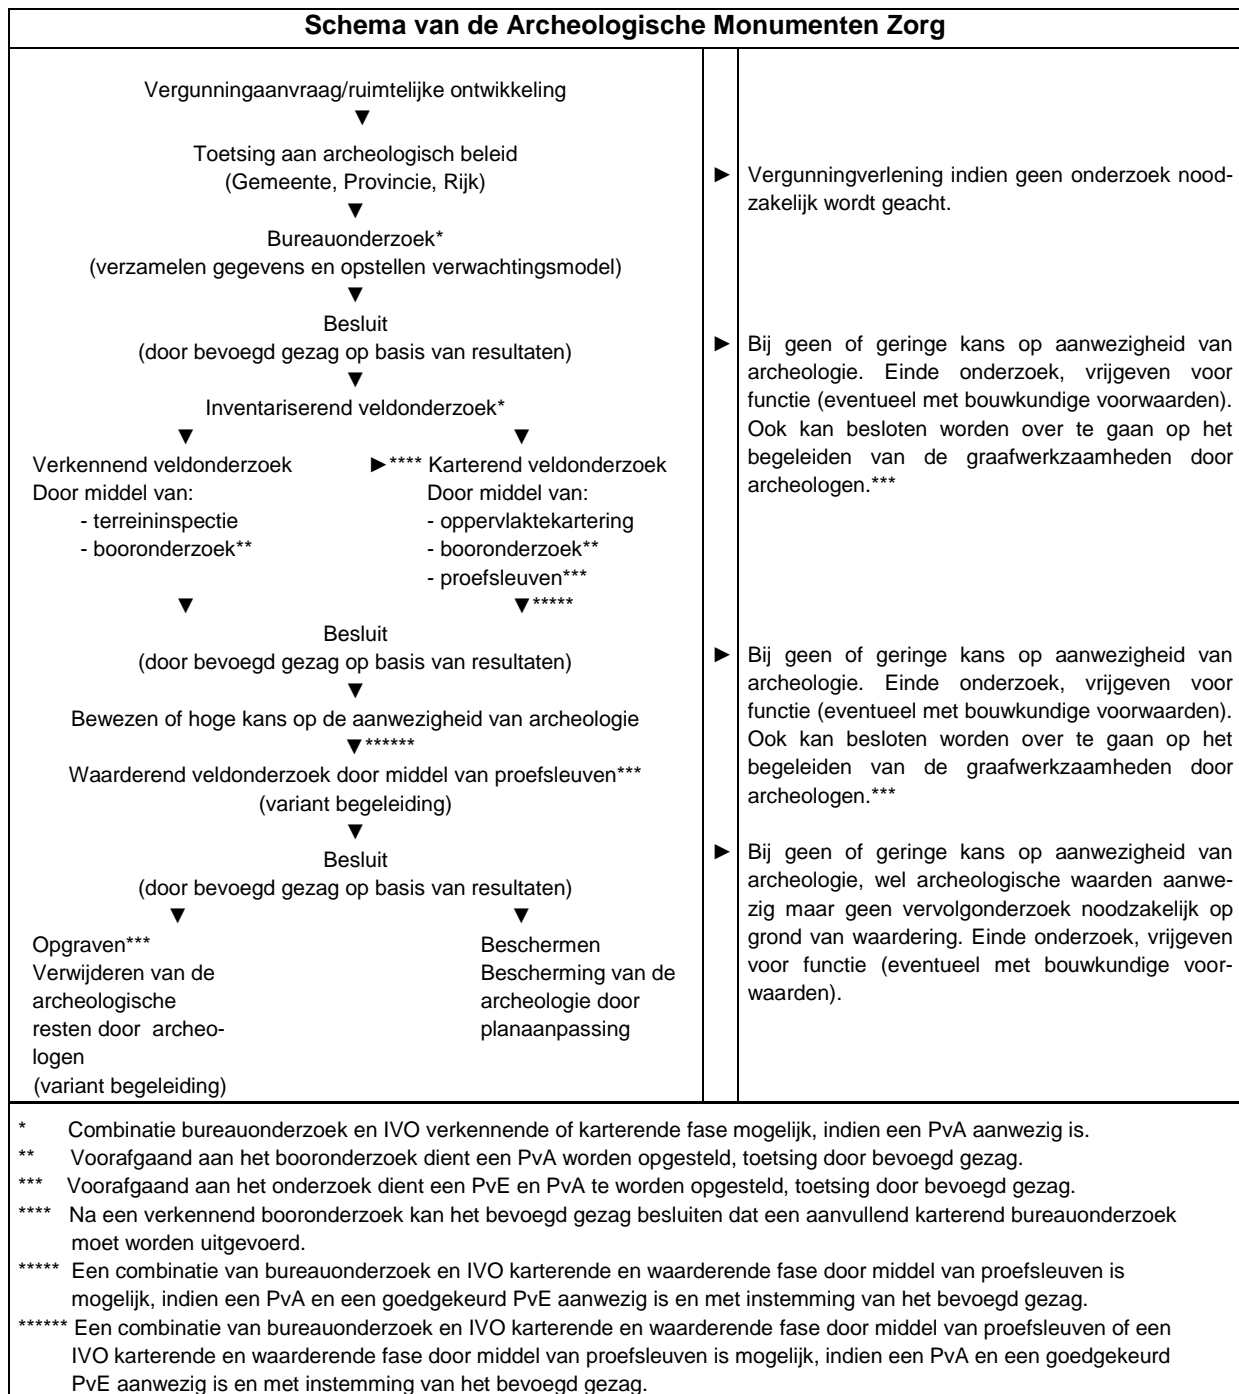 Schema van de Archeologische Monumenten Zorg
Vergunningaanvraag/ruimtelijke ontwikkeling
▼
Toetsing aan archeologisch beleid
(Gemeente, Provincie, Rijk)
▼
Bureauonderzoek*
(verzamelen gegevens en opstellen verwachtingsmodel)
▼
Besluit
(door bevoegd gezag op basis van resultaten)
▼
Inventariserend veldonderzoek*
▼ ▼
Verkennend veldonderzoek ►**** Karterend veldonderzoek
Door middel van: Door middel van:
- terreininspectie - oppervlaktekartering
- booronderzoek** - booronderzoek**
- proefsleuven***
▼ ▼*****
Besluit
(door bevoegd gezag op basis van resultaten)
▼
Bewezen of hoge kans op de aanwezigheid van archeologie
▼******
Waarderend veldonderzoek door middel van proefsleuven***
(variant begeleiding)
▼
Besluit
(door bevoegd gezag op basis van resultaten)
▼ ▼
Opgraven*** Beschermen
Verwijderen van de Bescherming van de
archeologische archeologie door
resten door archeo- planaanpassing
logen
(variant begeleiding)
► Vergunningverlening indien geen onderzoek nood-
zakelijk wordt geacht.
► Bij geen of geringe kans op aanwezigheid van
archeologie. Einde onderzoek, vrijgeven voor
functie (eventueel met bouwkundige voorwaarden).
Ook kan besloten worden over te gaan op het
begeleiden van de graafwerkzaamheden door
archeologen.***
► Bij geen of geringe kans op aanwezigheid van
archeologie. Einde onderzoek, vrijgeven voor
functie (eventueel met bouwkundige voorwaarden).
Ook kan besloten worden over te gaan op het
begeleiden van de graafwerkzaamheden door
archeologen.***
► Bij geen of geringe kans op aanwezigheid van
archeologie, wel archeologische waarden aanwe-
zig maar geen vervolgonderzoek noodzakelijk op
grond van waardering. Einde onderzoek, vrijgeven
voor functie (eventueel met bouwkundige voor-
waarden).
* Combinatie bureauonderzoek en IVO verkennende of karterende fase mogelijk, indien een PvA aanwezig is.
** Voorafgaand aan het booronderzoek dient een PvA worden opgesteld, toetsing door bevoegd gezag.
*** Voorafgaand aan het onderzoek dient een PvE en PvA te worden opgesteld, toetsing door bevoegd gezag.
**** Na een verkennend booronderzoek kan het bevoegd gezag besluiten dat een aanvullend karterend bureauonderzoek
moet worden uitgevoerd.
***** Een combinatie van bureauonderzoek en IVO karterende en waarderende fase door middel van proefsleuven is
mogelijk, indien een PvA en een goedgekeurd PvE aanwezig is en met instemming van het bevoegd gezag.
****** Een combinatie van bureauonderzoek en IVO karterende en waarderende fase door middel van proefsleuven of een
IVO karterende en waarderende fase door middel van proefsleuven is mogelijk, indien een PvA en een goedgekeurd
PvE aanwezig is en met instemming van het bevoegd gezag.